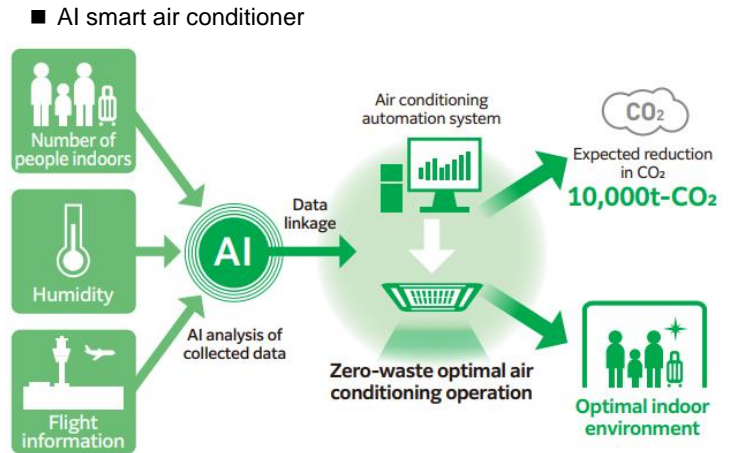 ■ AI smart air conditioner
Number of
people indoors
Humidity
Flight
information
AI
AI analysis of
collected data
Data
linkage
Air conditioning
automation system
Zero-waste optimal air
conditioning operation
CO₂
Expected reduction
in CO₂
10,000t-CO₂
Optimal indoor
environment